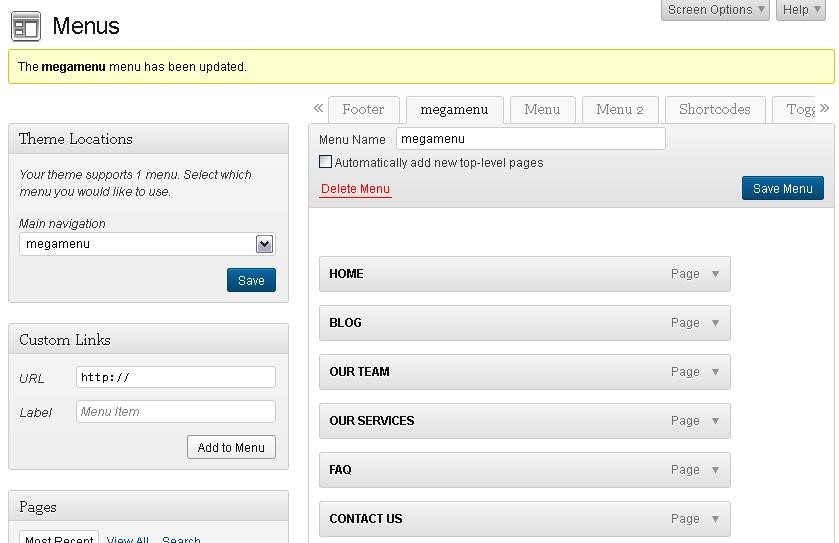 Screen Options
Help
Menus
The megamenu menu has been updated.
« Footer megamenu Menu Menu 2 Shortcodes Togg »
Theme Locations
Your theme supports 1 menu. Select which
menu you would like to use.
Main navigation
megamenu
Save
Custom Links
URL http://
Label Menu Item
Add to Menu
Pages
Most Recent View All Search
Menu Name megamenu
Automatically add new top-level pages
Delete Menu
Save Menu
HOME Page
BLOG Page
OUR TEAM Page
OUR SERVICES Page
FAQ Page
CONTACT US Page